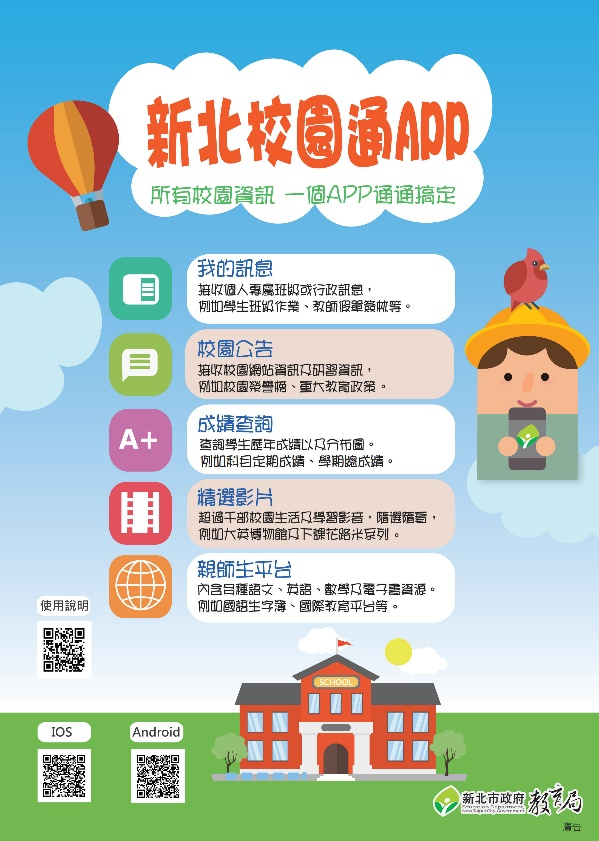 新北校園通APP
所有校園資訊 一個APP通通搞定
我的訊息
接收個人專屬班級或行政訊息，
例如學生班級作業、教師假單簽核等。
校園公告
接收校園網站資訊及研習資訊，
例如校園榮譽榜、重大教育政策。
A+
成績查詢
查詢學生歷年成績以及分布圖。
例如科目定期成績、學期總成績。
精選影片
超過千部校園生活及學習影音，隨選隨看，
例如大英博物館及下課花路米系列。
親師生平台
內含各種語文、英語、數學及電子書資源。
例如國語生字簿、國際教育平台等。
使用說明
SCHOOL
IOS
Android
新北市政府 教育局
Education Department,
New Taipei City Government
廣告